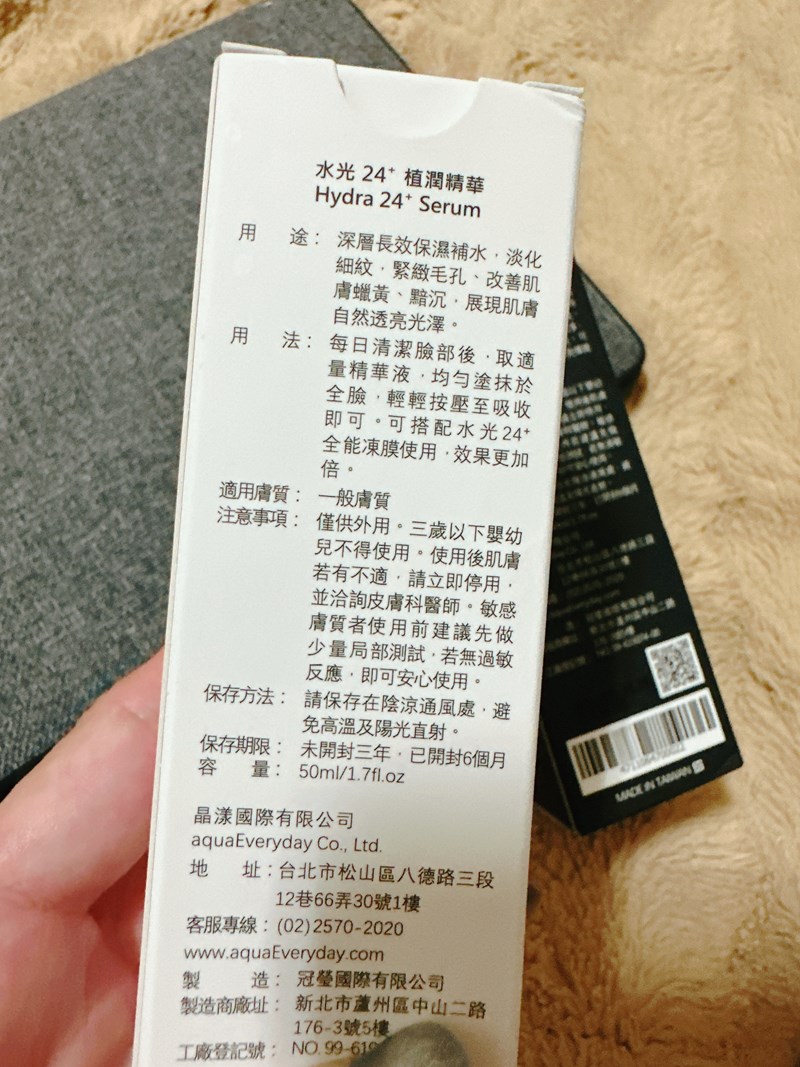 水光 24⁺ 植潤精華
Hydra 24⁺ Serum
用 途：深層長效保濕補水，淡化
細紋，緊緻毛孔、改善肌
膚蠟黃、黯沉，展現肌膚
自然透亮光澤。
用 法：每日清潔臉部後，取適
量精華液，均勻塗抹於
全臉，輕輕按壓至吸收
即可。可搭配水光24⁺
全能凍膜使用，效果更加
倍。
適用膚質：一般膚質
注意事項：僅供外用。三歲以下嬰幼
兒不得使用。使用後肌膚
若有不適，請立即停用，
並洽詢皮膚科醫師。敏感
膚質者使用前建議先做
少量局部測試，若無過敏
反應，即可安心使用。
保存方法：請保存在陰涼通風處，避
免高溫及陽光直射。
保存期限：未開封三年，已開封6個月
容 量：50ml/1.7fl.oz
晶漾國際有限公司
aquaEveryday Co., Ltd.
地 址：台北市松山區八德路三段
12巷66弄30號1樓
客服專線：(02)2570-2020
www.aquaEveryday.com
製 造：冠瑩國際有限公司
製造商廠址：新北市蘆州區中山二路
176-3號5樓
工廠登記號：NO. 99-619
MADE IN TAIWAN